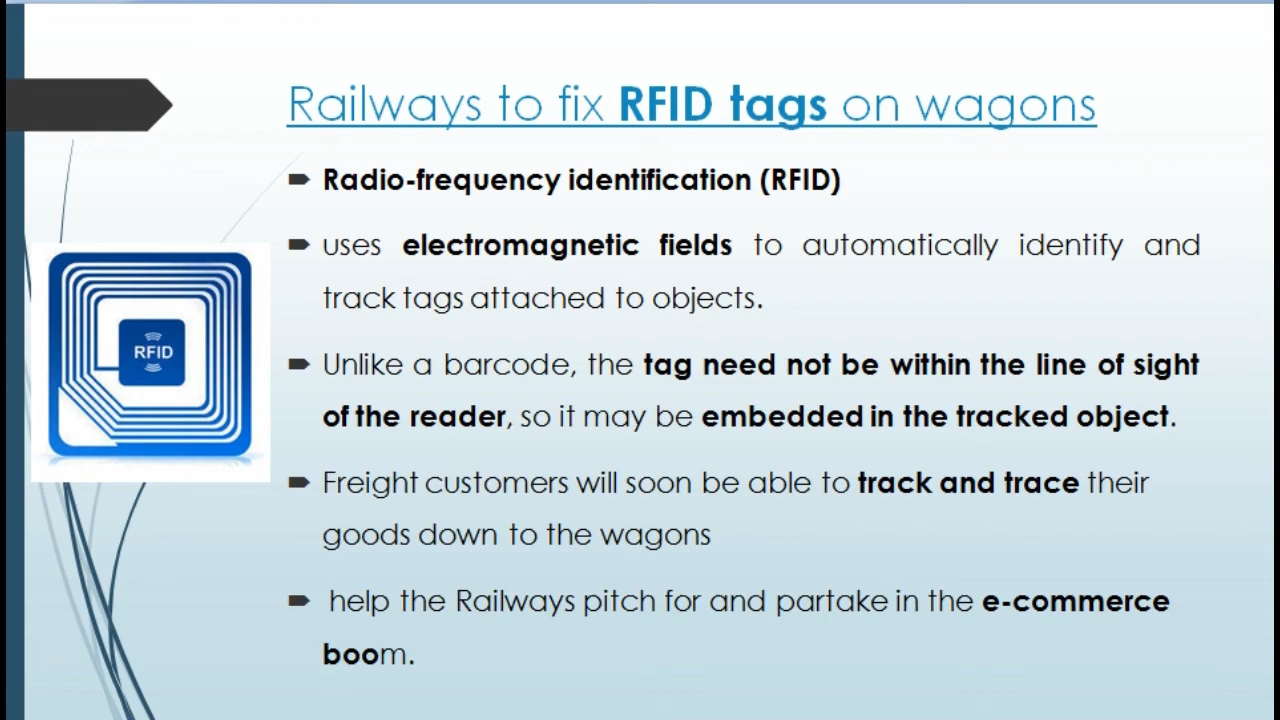 Railways to fix RFID tags on wagons
Radio-frequency identification (RFID)
uses electromagnetic fields to automatically identify and
track tags attached to objects.
RFID
Unlike a barcode, the tag need not be within the line of sight
of the reader, so it may be embedded in the tracked object.
Freight customers will soon be able to track and trace their
goods down to the wagons
help the Railways pitch for and partake in the e-commerce
boom.